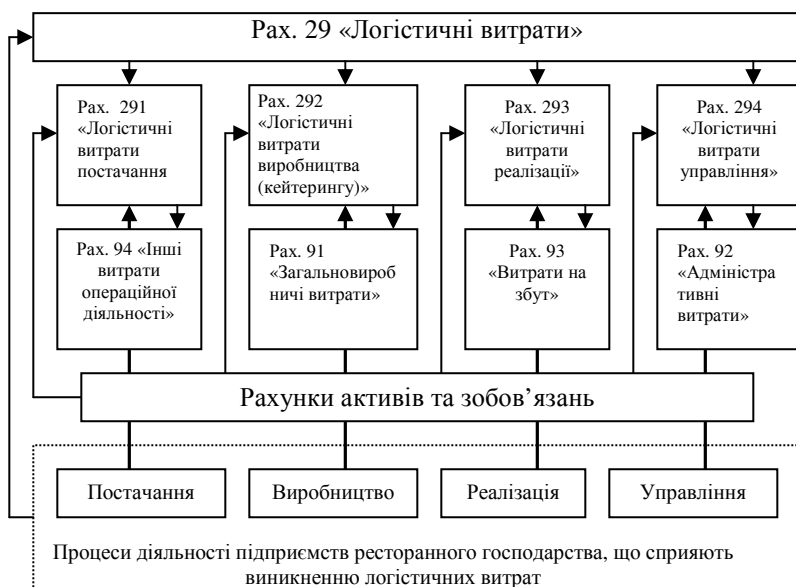 Рах. 29 «Логістичні витрати»
Рах. 291
«Логістичні
витрати
постачання
Рах. 292
«Логістичні
витрати
виробництва
(кейтерингу)»
Рах. 293
«Логістичні
витрати
реалізації»
Рах. 294
«Логістичні
витрати
управління»
Рах. 94 «Інші
витрати
операційної
діяльності»
Рах. 91
«Загальновироб
ничі витрати»
Рах. 93
«Витрати на
збут»
Рах. 92
«Адміністра
тивні
витрати»
Рахунки активів та зобов’язань
Постачання
Виробництво
Реалізація
Управління
Процеси діяльності підприємств ресторанного господарства, що сприяють
виникненню логістичних витрат